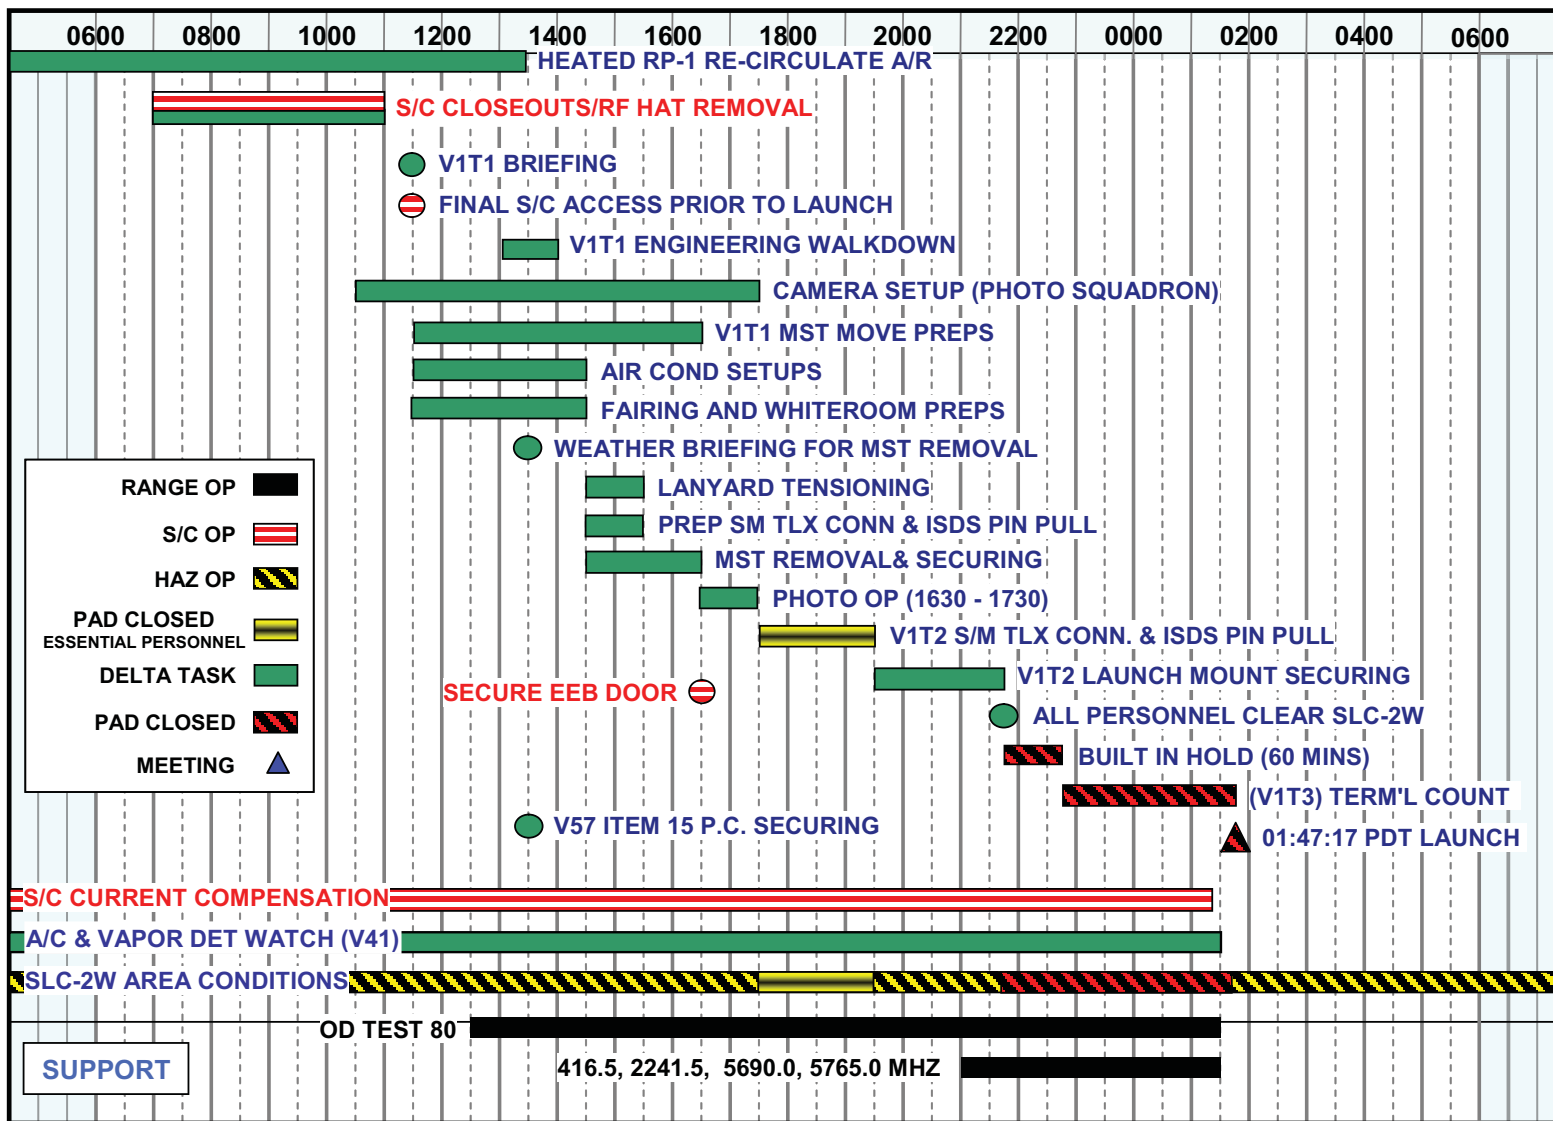 0600 0800 1000 1200 1400 1600 1800 2000 2200 0000 0200 0400 0600
HEATED RP-1 RE-CIRCULATE A/R
S/C CLOSEOUTS/RF HAT REMOVAL
V1T1 BRIEFING
FINAL S/C ACCESS PRIOR TO LAUNCH
V1T1 ENGINEERING WALKDOWN
CAMERA SETUP (PHOTO SQUADRON)
V1T1 MST MOVE PREPS
AIR COND SETUPS
FAIRING AND WHITEROOM PREPS
WEATHER BRIEFING FOR MST REMOVAL
LANYARD TENSIONING
PREP SM TLX CONN & ISDS PIN PULL
MST REMOVAL& SECURING
PHOTO OP (1630 - 1730)
V1T2 S/M TLX CONN. & ISDS PIN PULL
V1T2 LAUNCH MOUNT SECURING
SECURE EEB DOOR
ALL PERSONNEL CLEAR SLC-2W
BUILT IN HOLD (60 MINS)
(V1T3) TERM'L COUNT
V57 ITEM 15 P.C. SECURING
01:47:17 PDT LAUNCH
RANGE OP
S/C OP
HAZ OP
PAD CLOSED
ESSENTIAL PERSONNEL
DELTA TASK
PAD CLOSED
MEETING
S/C CURRENT COMPENSATION
A/C & VAPOR DET WATCH (V41)
SLC-2W AREA CONDITIONS
OD TEST 80
416.5, 2241.5, 5690.0, 5765.0 MHZ
SUPPORT